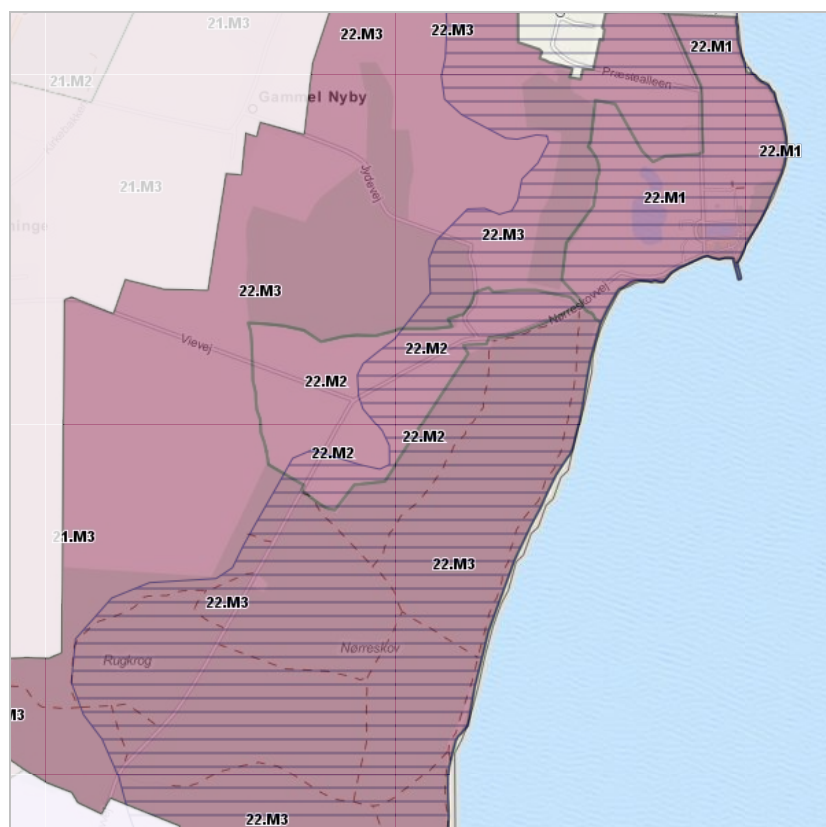 21.M3
22.M3
22.M3
22.M1
21.M2
Præstealleen
Gammel Nyby
22.M1
21.M3
Jydevej
22.M1
22.M3
22.M3
Nørreskovvej
Vievej
22.M2
22.M2
22.M2
22.M2
21.M3
22.M3
22.M3
Rugkrog
Nørreskov
M3
22.M3